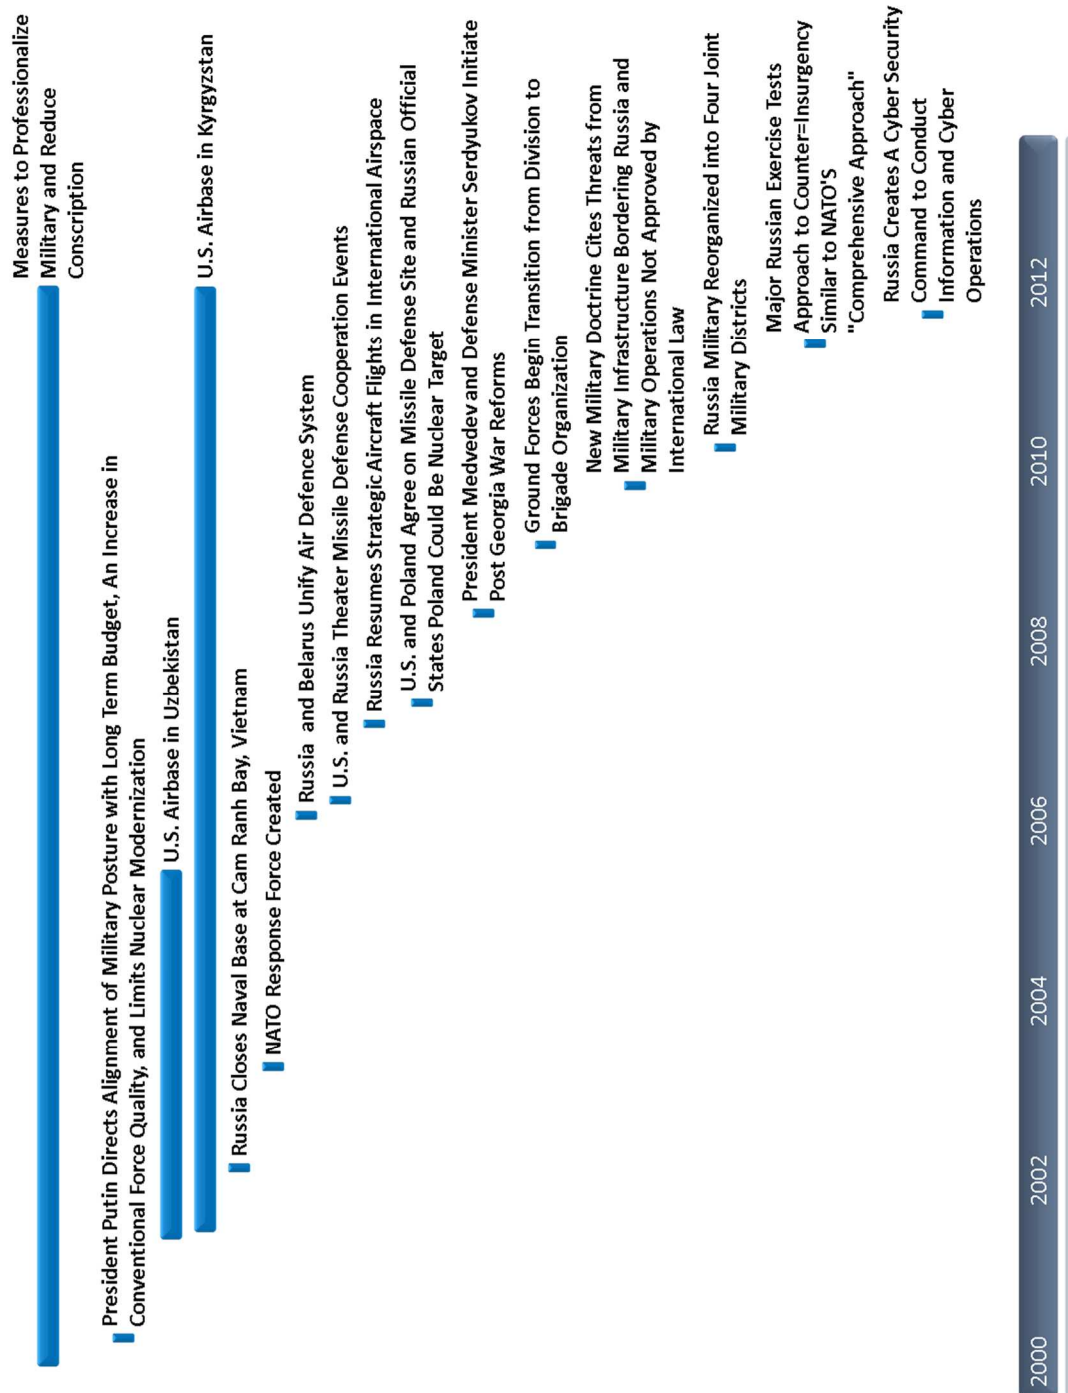 Measures to Professionalize
Military and Reduce
Conscription
President Putin Directs Alignment of Military Posture with Long Term Budget, An Increase in
Conventional Force Quality, and Limits Nuclear Modernization
U.S. Airbase in Uzbekistan
U.S. Airbase in Kyrgyzstan
Russia Closes Naval Base at Cam Ranh Bay, Vietnam
NATO Response Force Created
Russia and Belarus Unify Air Defence System
U.S. and Russia Theater Missile Defense Cooperation Events
Russia Resumes Strategic Aircraft Flights in International Airspace
U.S. and Poland Agree on Missile Defense Site and Russian Official
States Poland Could Be Nuclear Target
President Medvedev and Defense Minister Serdyukov Initiate
Post Georgia War Reforms
Ground Forces Begin Transition from Division to
Brigade Organization
New Military Doctrine Cites Threats from
Military Infrastructure Bordering Russia and
Military Operations Not Approved by
International Law
Russia Military Reorganized into Four Joint
Military Districts
Major Russian Exercise Tests
Approach to Counter=Insurgency
Similar to NATO'S
"Comprehensive Approach"
Russia Creates A Cyber Security
Command to Conduct
Information and Cyber
Operations
2000 2002 2004 2006 2008 2010 2012